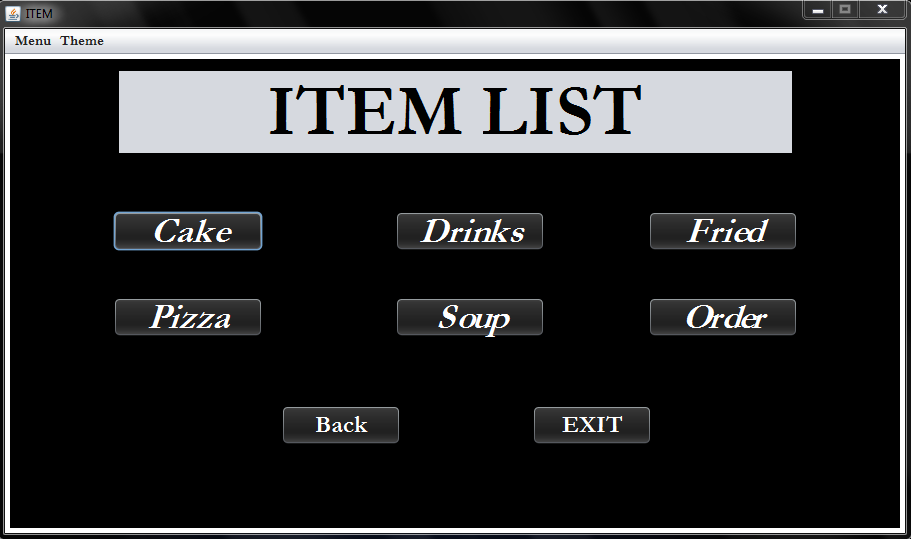 ITEM
Menu Theme
ITEM LIST
Cake Drinks Fried
Pizza Soup Order
Back EXIT